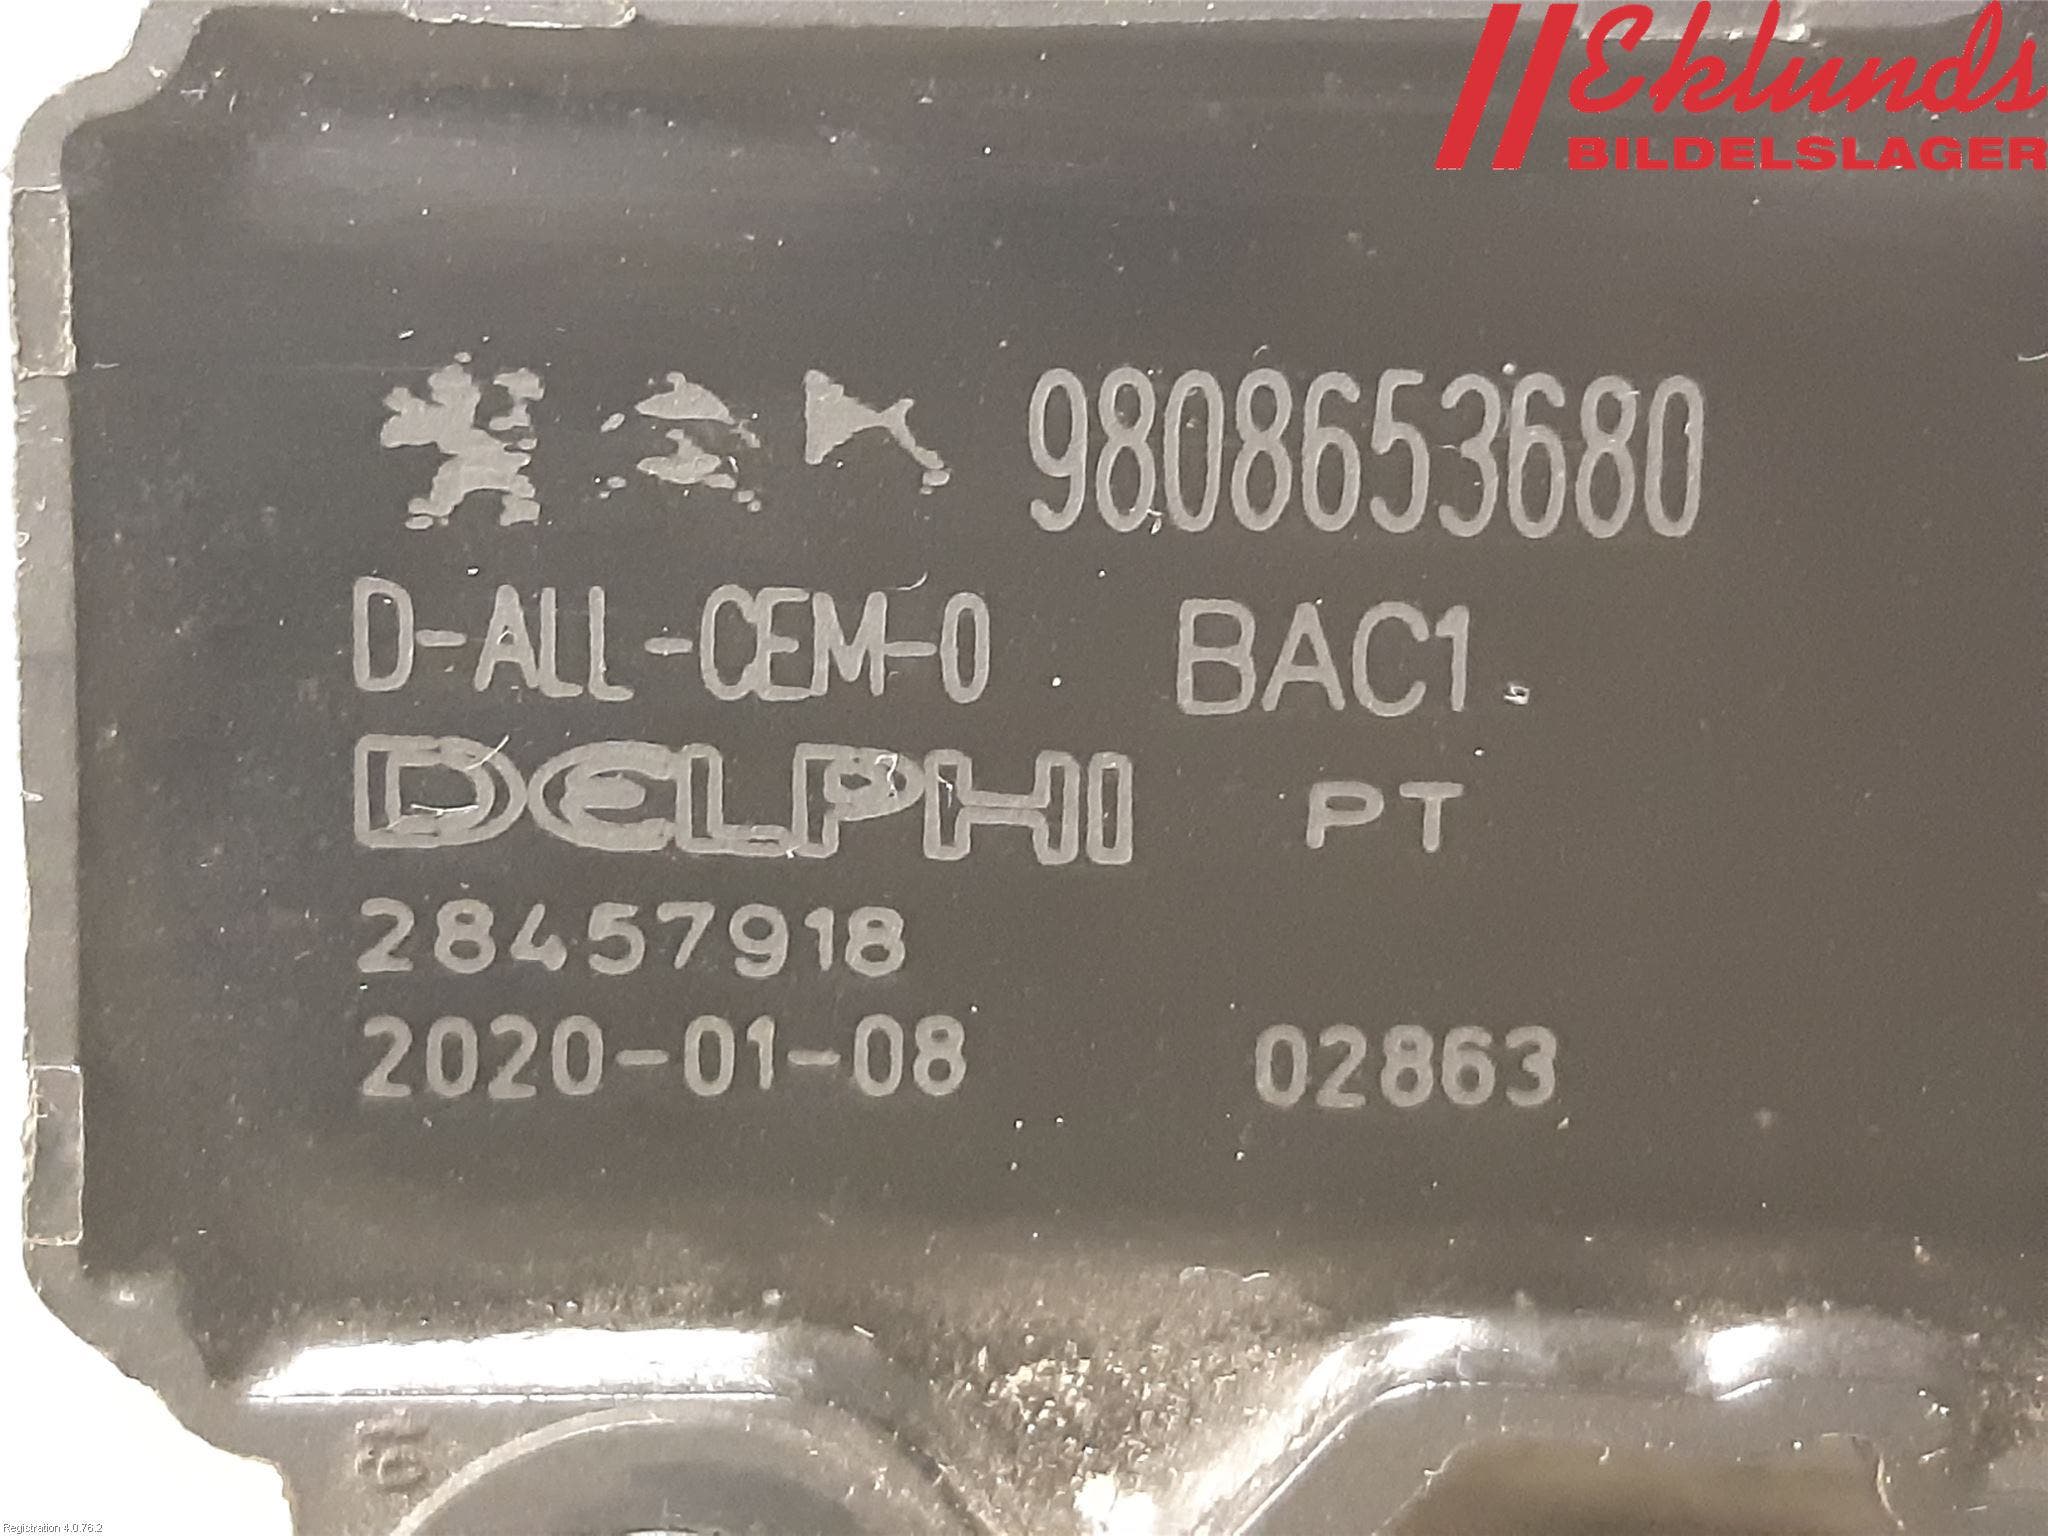 Eklunds
BILDELSLAGER
9808653680
D-ALL-CEM-0 BAC1
DELPHI PT
28457918
2020-01-08 02863
Registration 4.0.76.2